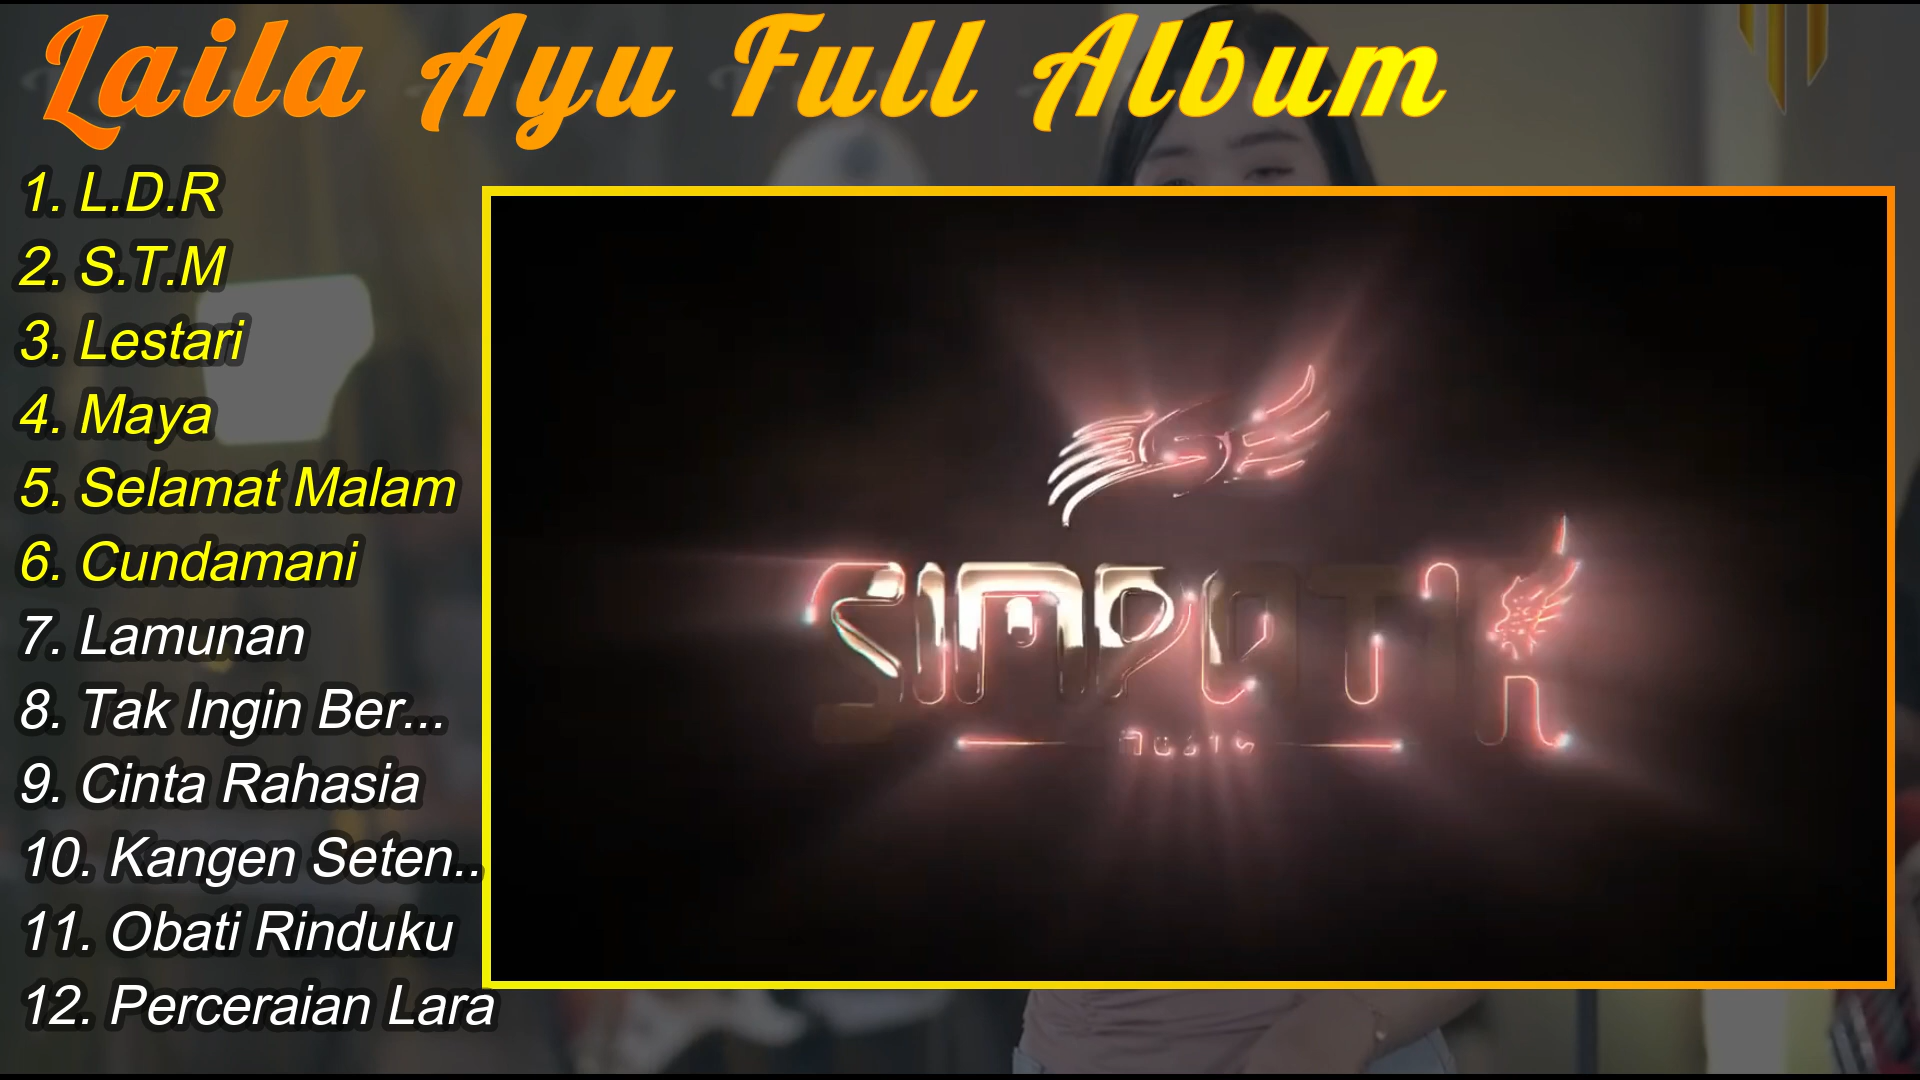 Laila Ayu Full Album
1. L.D.R
2. S.T.M
3. Lestari
4. Maya
5. Selamat Malam
6. Cundamani
7. Lamunan
8. Tak Ingin Ber...
9. Cinta Rahasia
10. Kangen Seten..
11. Obati Rinduku
12. Perceraian Lara
SIMPATIK
Music